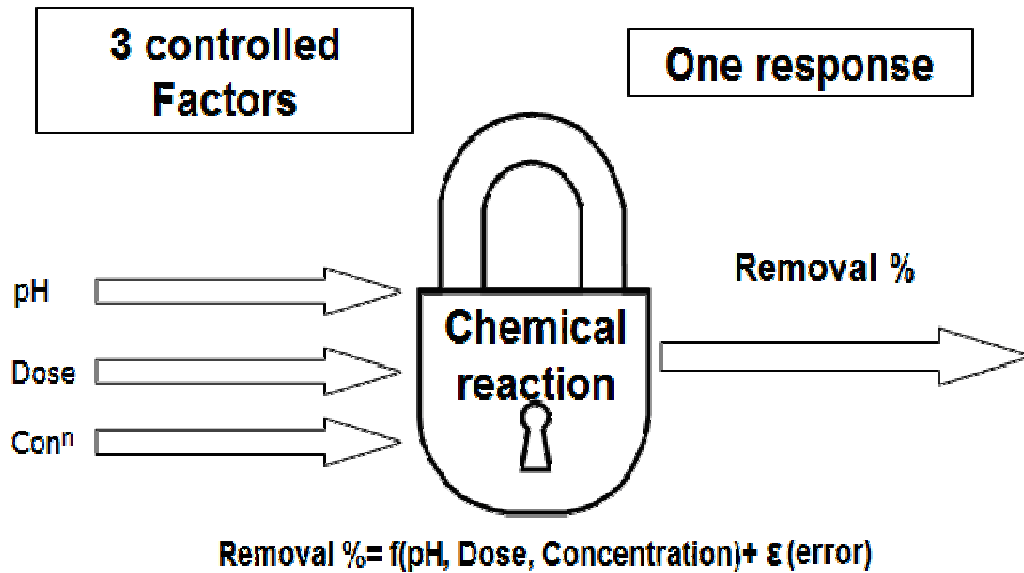 3 controlled
Factors
One response
Removal %
pH
Dose
Conⁿ
Chemical
reaction
Removal %= f(pH, Dose, Concentration)+ ε(error)